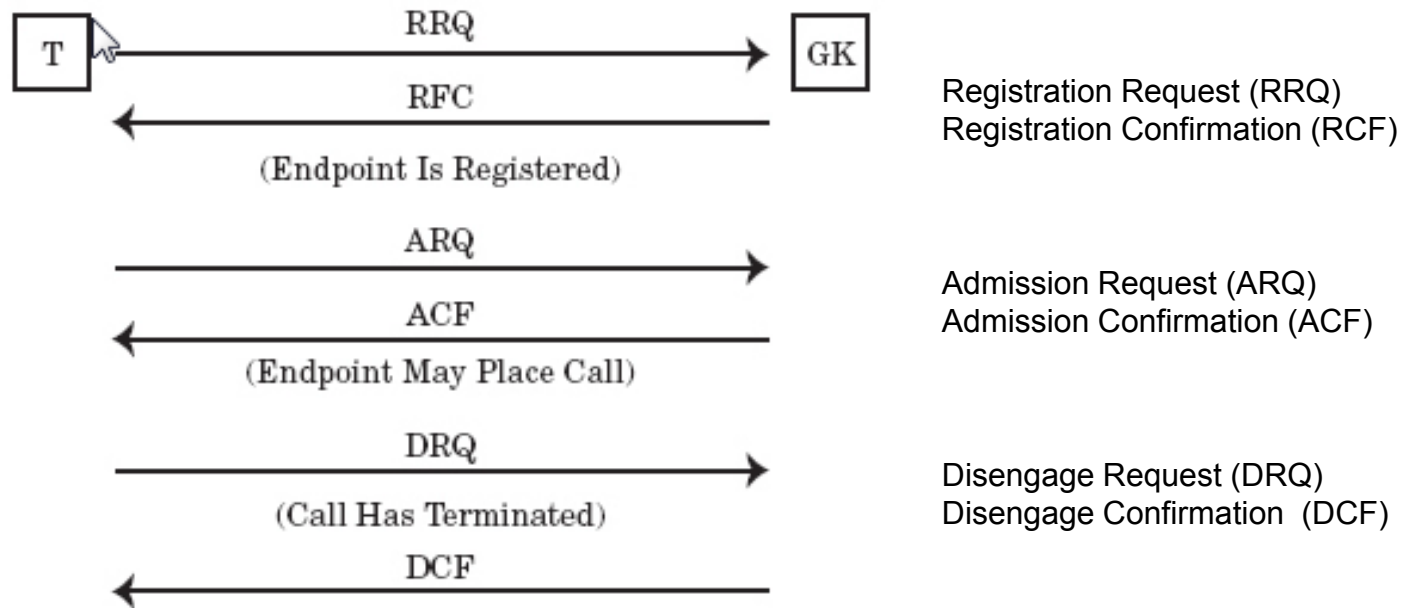 T
RRQ
GK
RFC
(Endpoint Is Registered)
Registration Request (RRQ)
Registration Confirmation (RCF)
ARQ
ACF
(Endpoint May Place Call)
Admission Request (ARQ)
Admission Confirmation (ACF)
DRQ
(Call Has Terminated)
DCF
Disengage Request (DRQ)
Disengage Confirmation  (DCF)